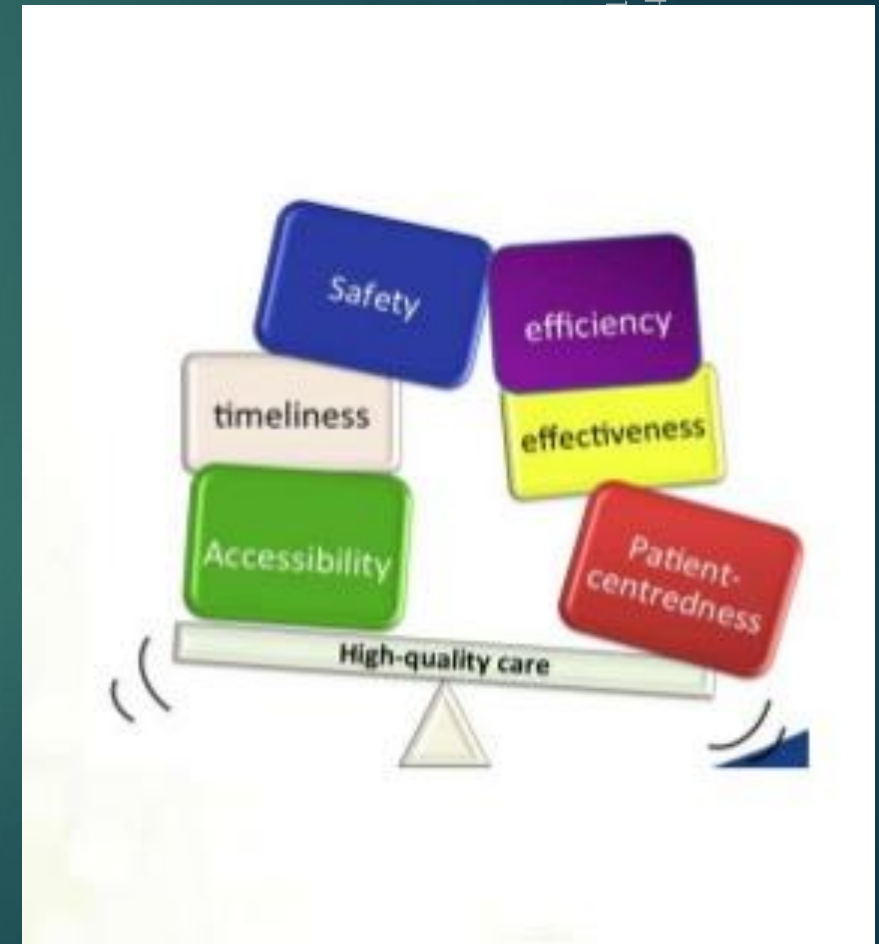 Safety
efficiency
timeliness
effectiveness
Accessibility
Patient-
centredness
High-quality care